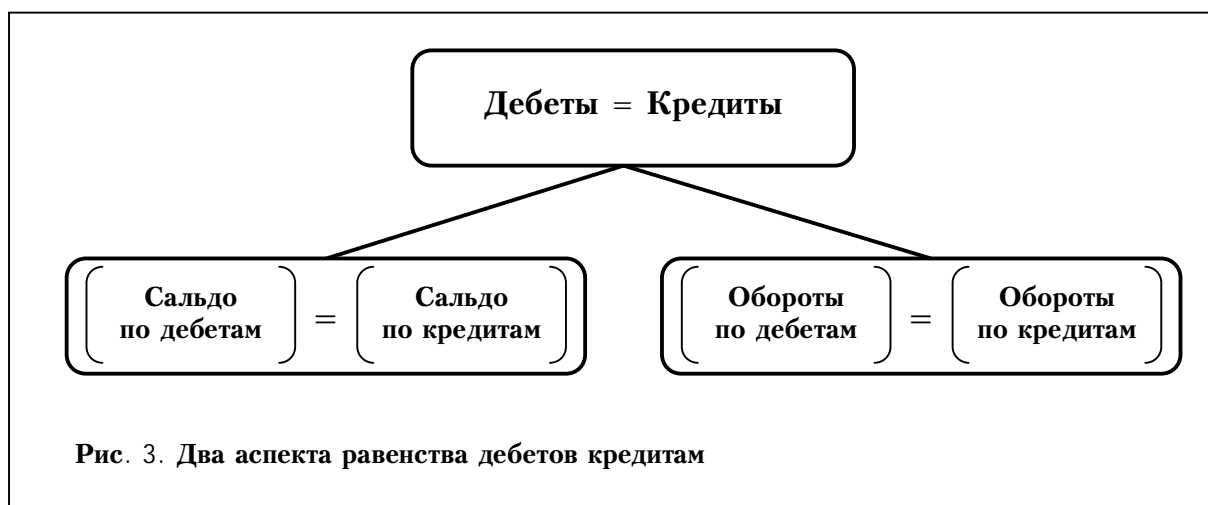 Дебеты = Кредиты
Сальдо
по дебетам
=
Сальдо
по кредитам
Обороты
по дебетам
=
Обороты
по кредитам
Рис. 3. Два аспекта равенства дебетов кредитам